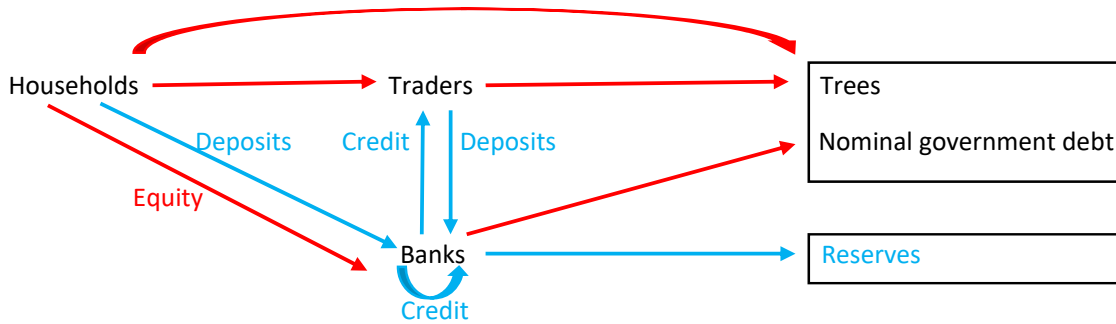 Households
Traders
Trees
Deposits
Credit
Deposits
Nominal government debt
Equity
Banks
Reserves
Credit